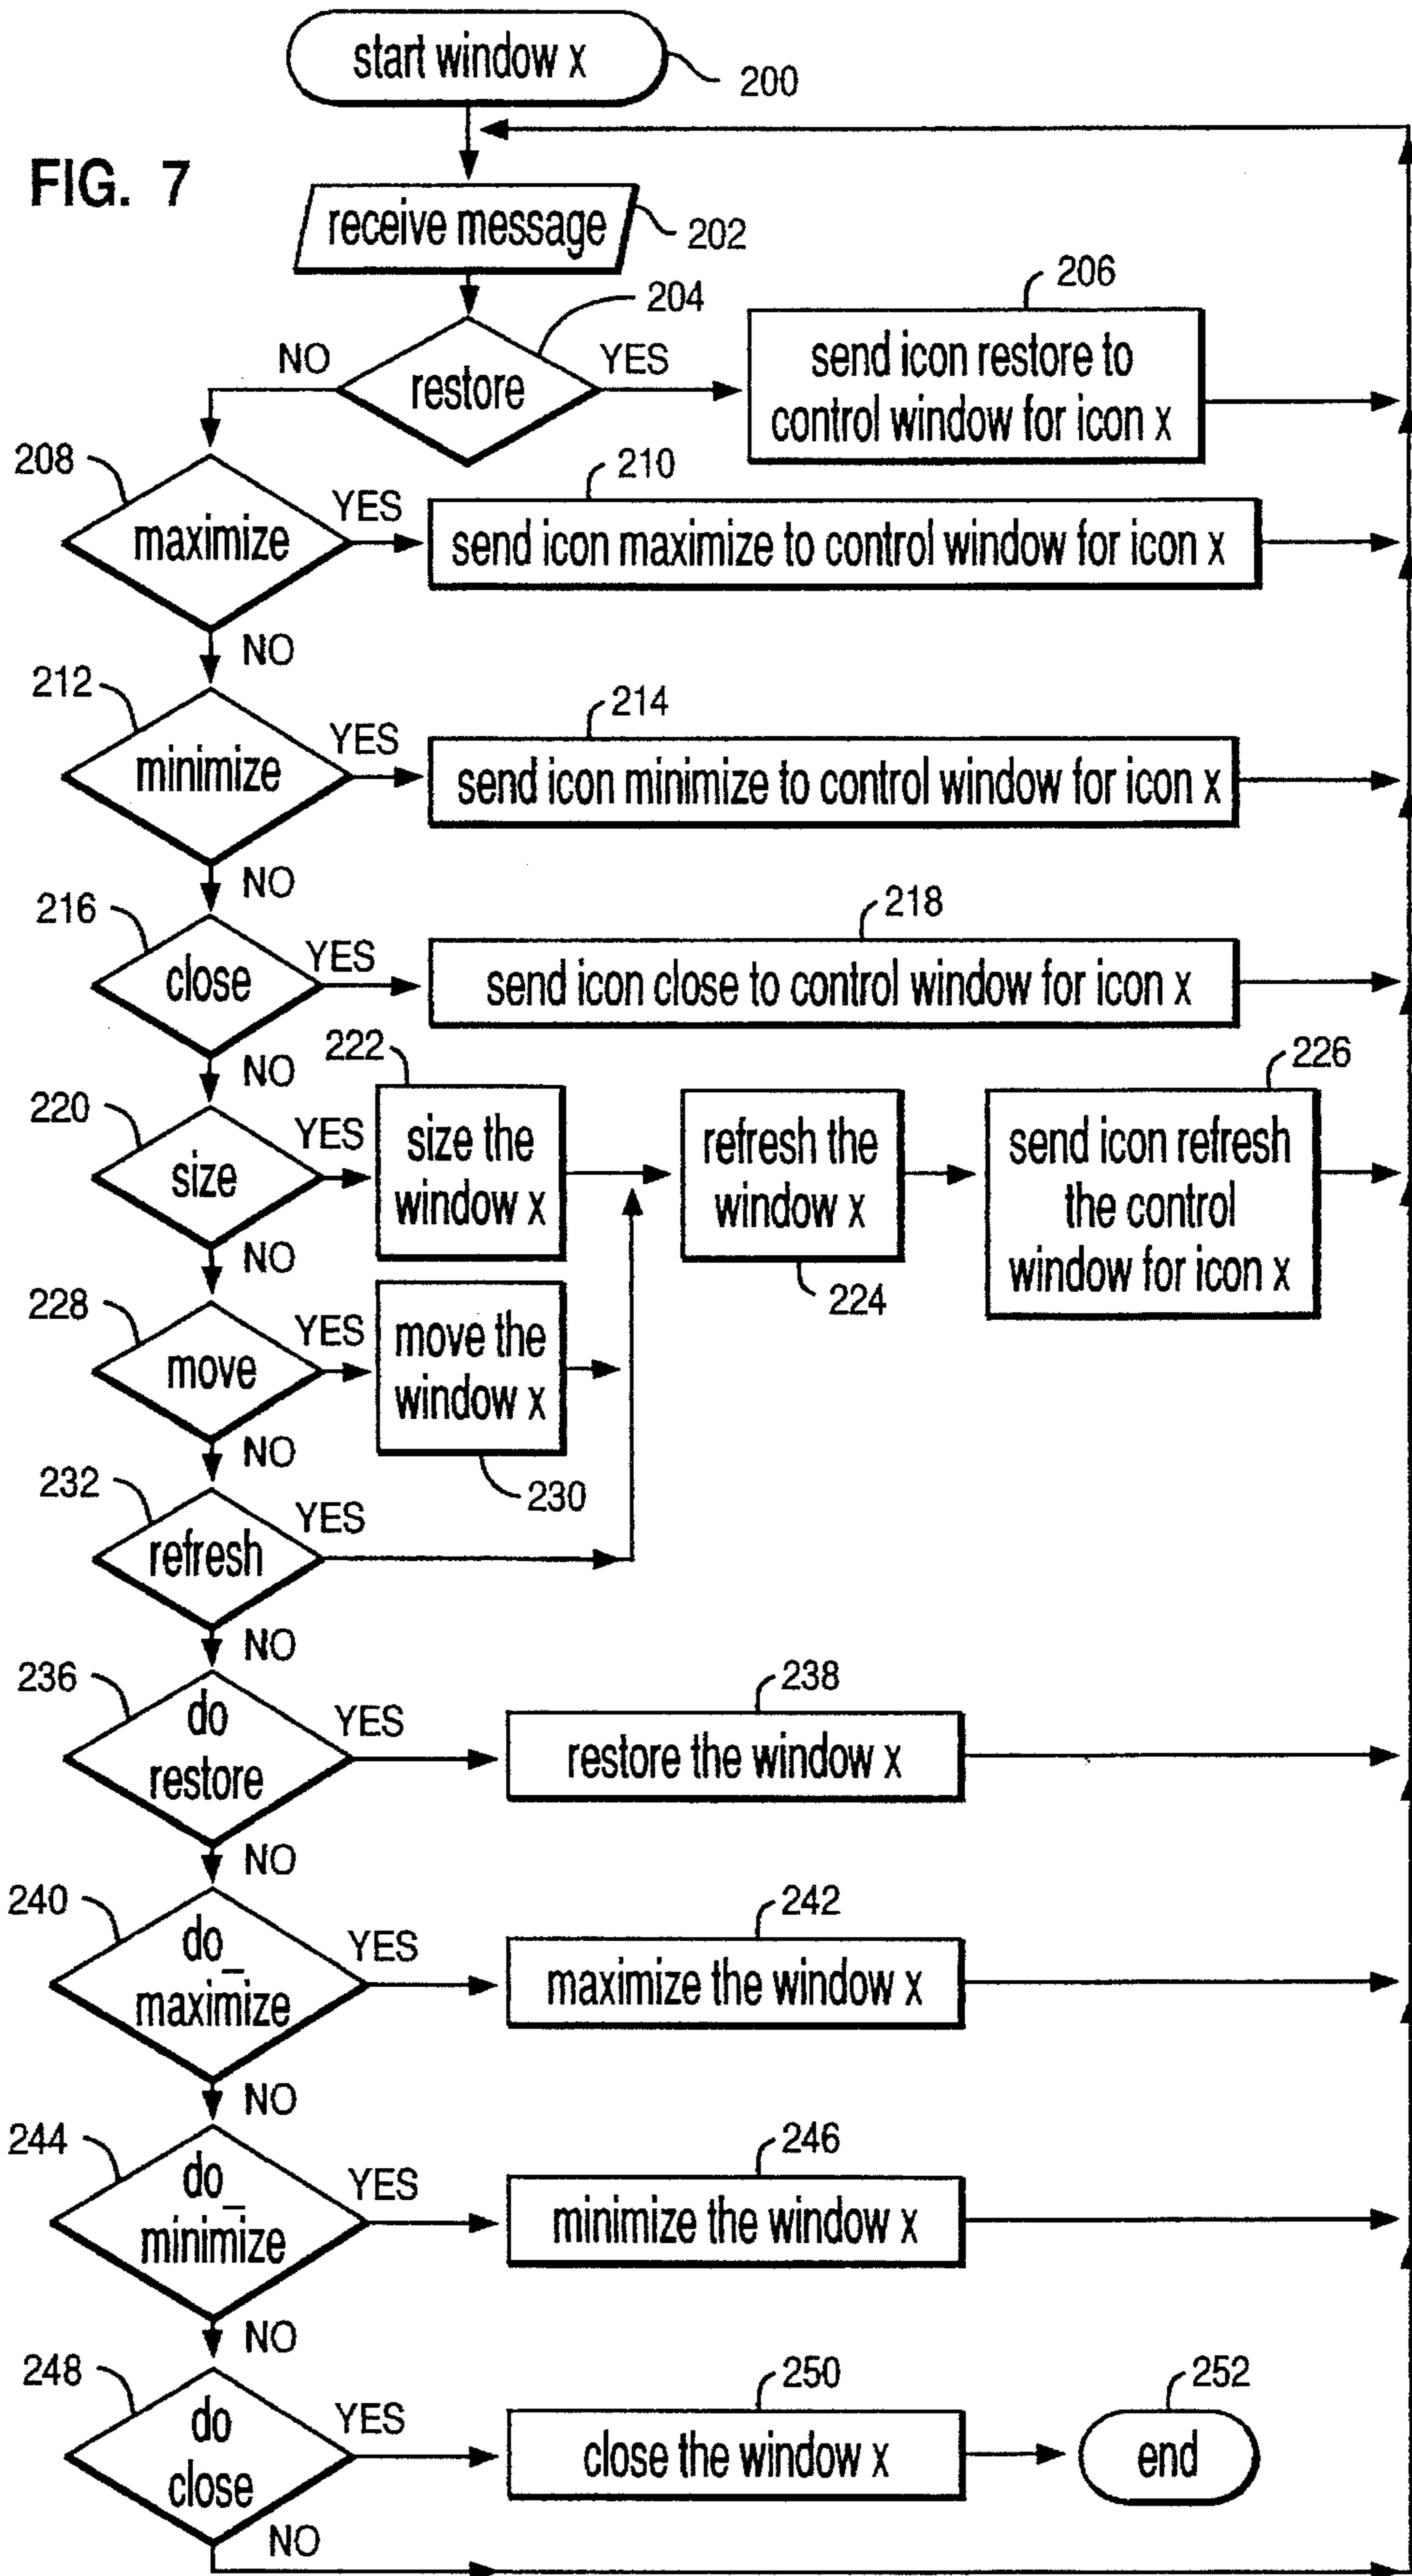 start window x
200
FIG. 7
receive message
202
204
206
NO
restore
YES
send icon restore to
control window for icon x
208
maximize
YES
210
send icon maximize to control window for icon x
NO
212
minimize
YES
214
send icon minimize to control window for icon x
NO
216
close
YES
218
send icon close to control window for icon x
NO
220
size
YES
222
size the
window x
refresh the
window x
224
226
send icon refresh
the control
window for icon x
NO
228
move
YES
move the
window x
230
NO
232
refresh
YES
NO
236
do
restore
YES
238
restore the window x
NO
240
do_
maximize
YES
242
maximize the window x
NO
244
do_
minimize
YES
246
minimize the window x
NO
248
do
close
YES
250
close the window x
252
end
NO